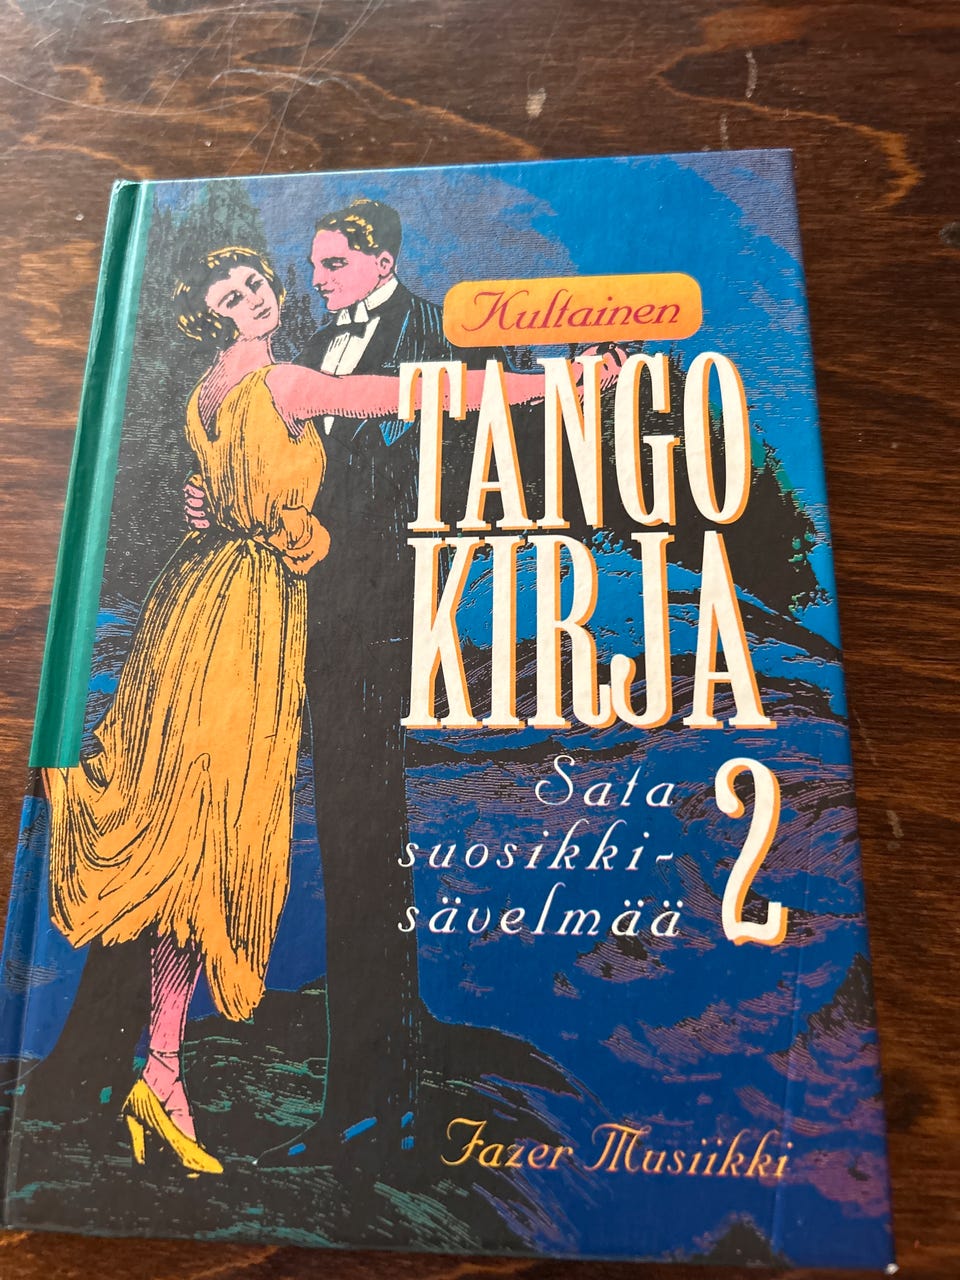 Kultainen
TANGO
KIRJA
2
Sata
suosikki-
sävelmää
Fazer Musiikki